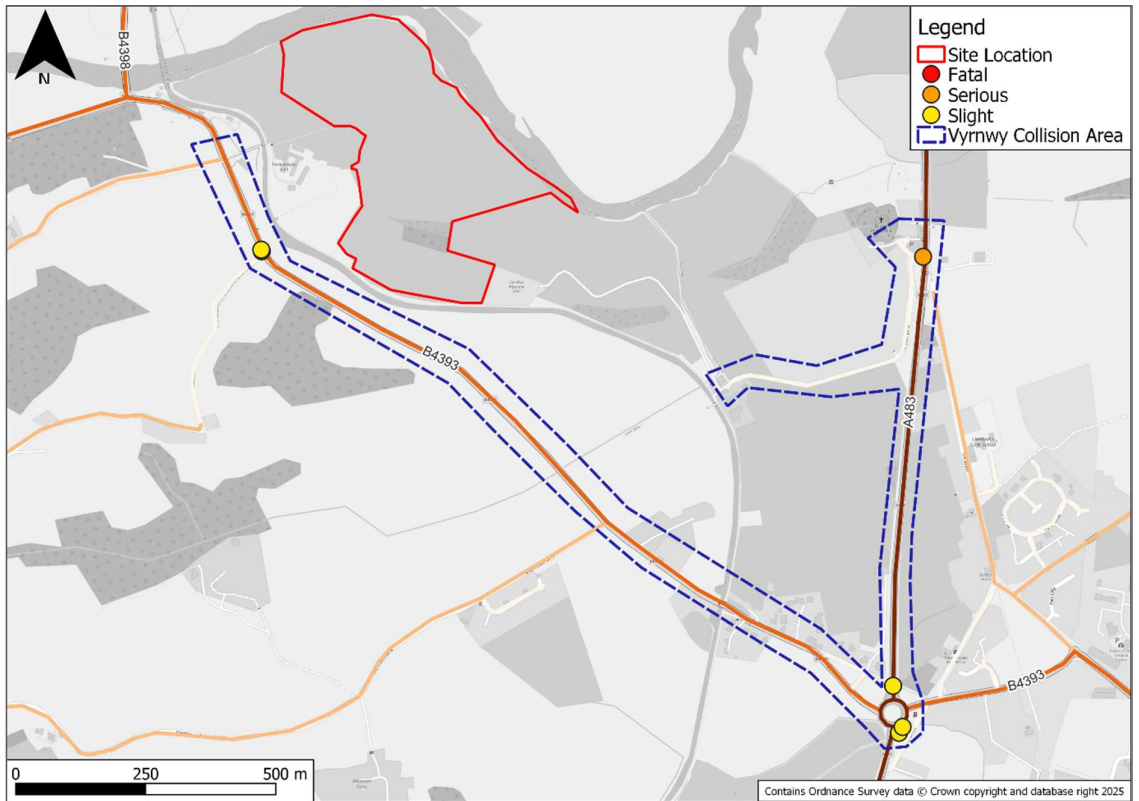 N
B4398
Legend
Site Location
Fatal
Serious
Slight
Vyrnwy Collision Area
B4393
A483
B4393
0 250 500 m
Contains Ordnance Survey data © Crown copyright and database right 2025